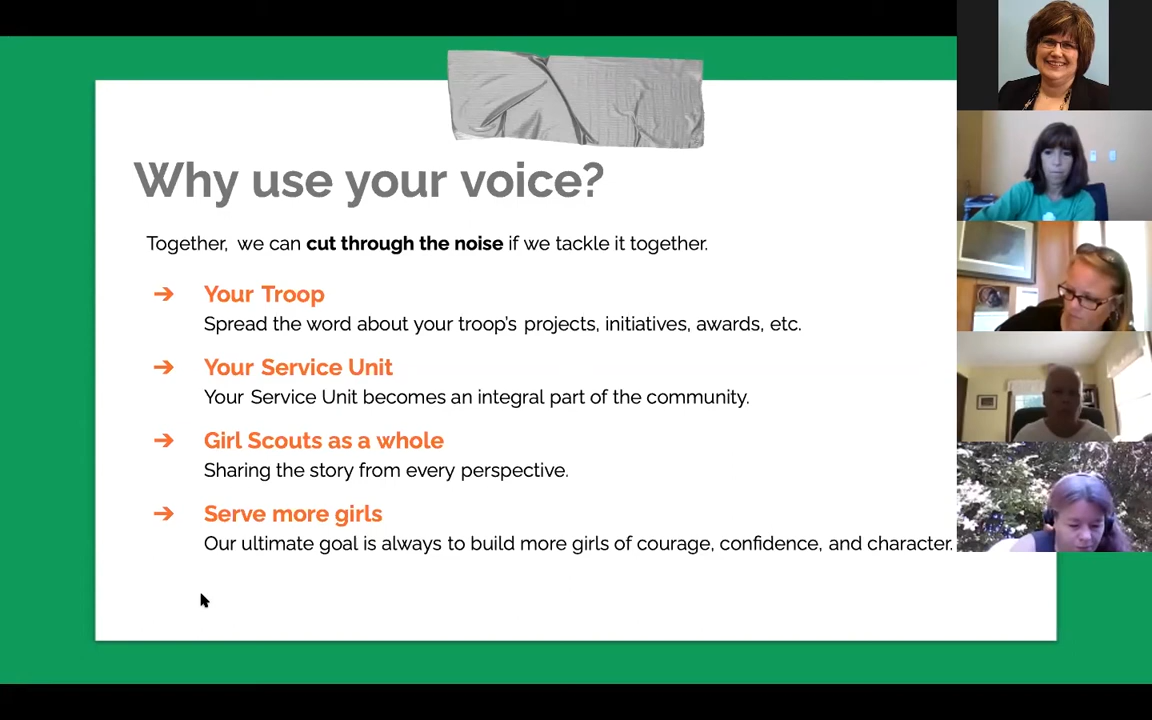 Why use your voice?
Together, we can cut through the noise if we tackle it together.
➔ Your Troop
Spread the word about your troop's projects, initiatives, awards, etc.
➔ Your Service Unit
Your Service Unit becomes an integral part of the community.
➔ Girl Scouts as a whole
Sharing the story from every perspective.
➔ Serve more girls
Our ultimate goal is always to build more girls of courage, confidence, and character.